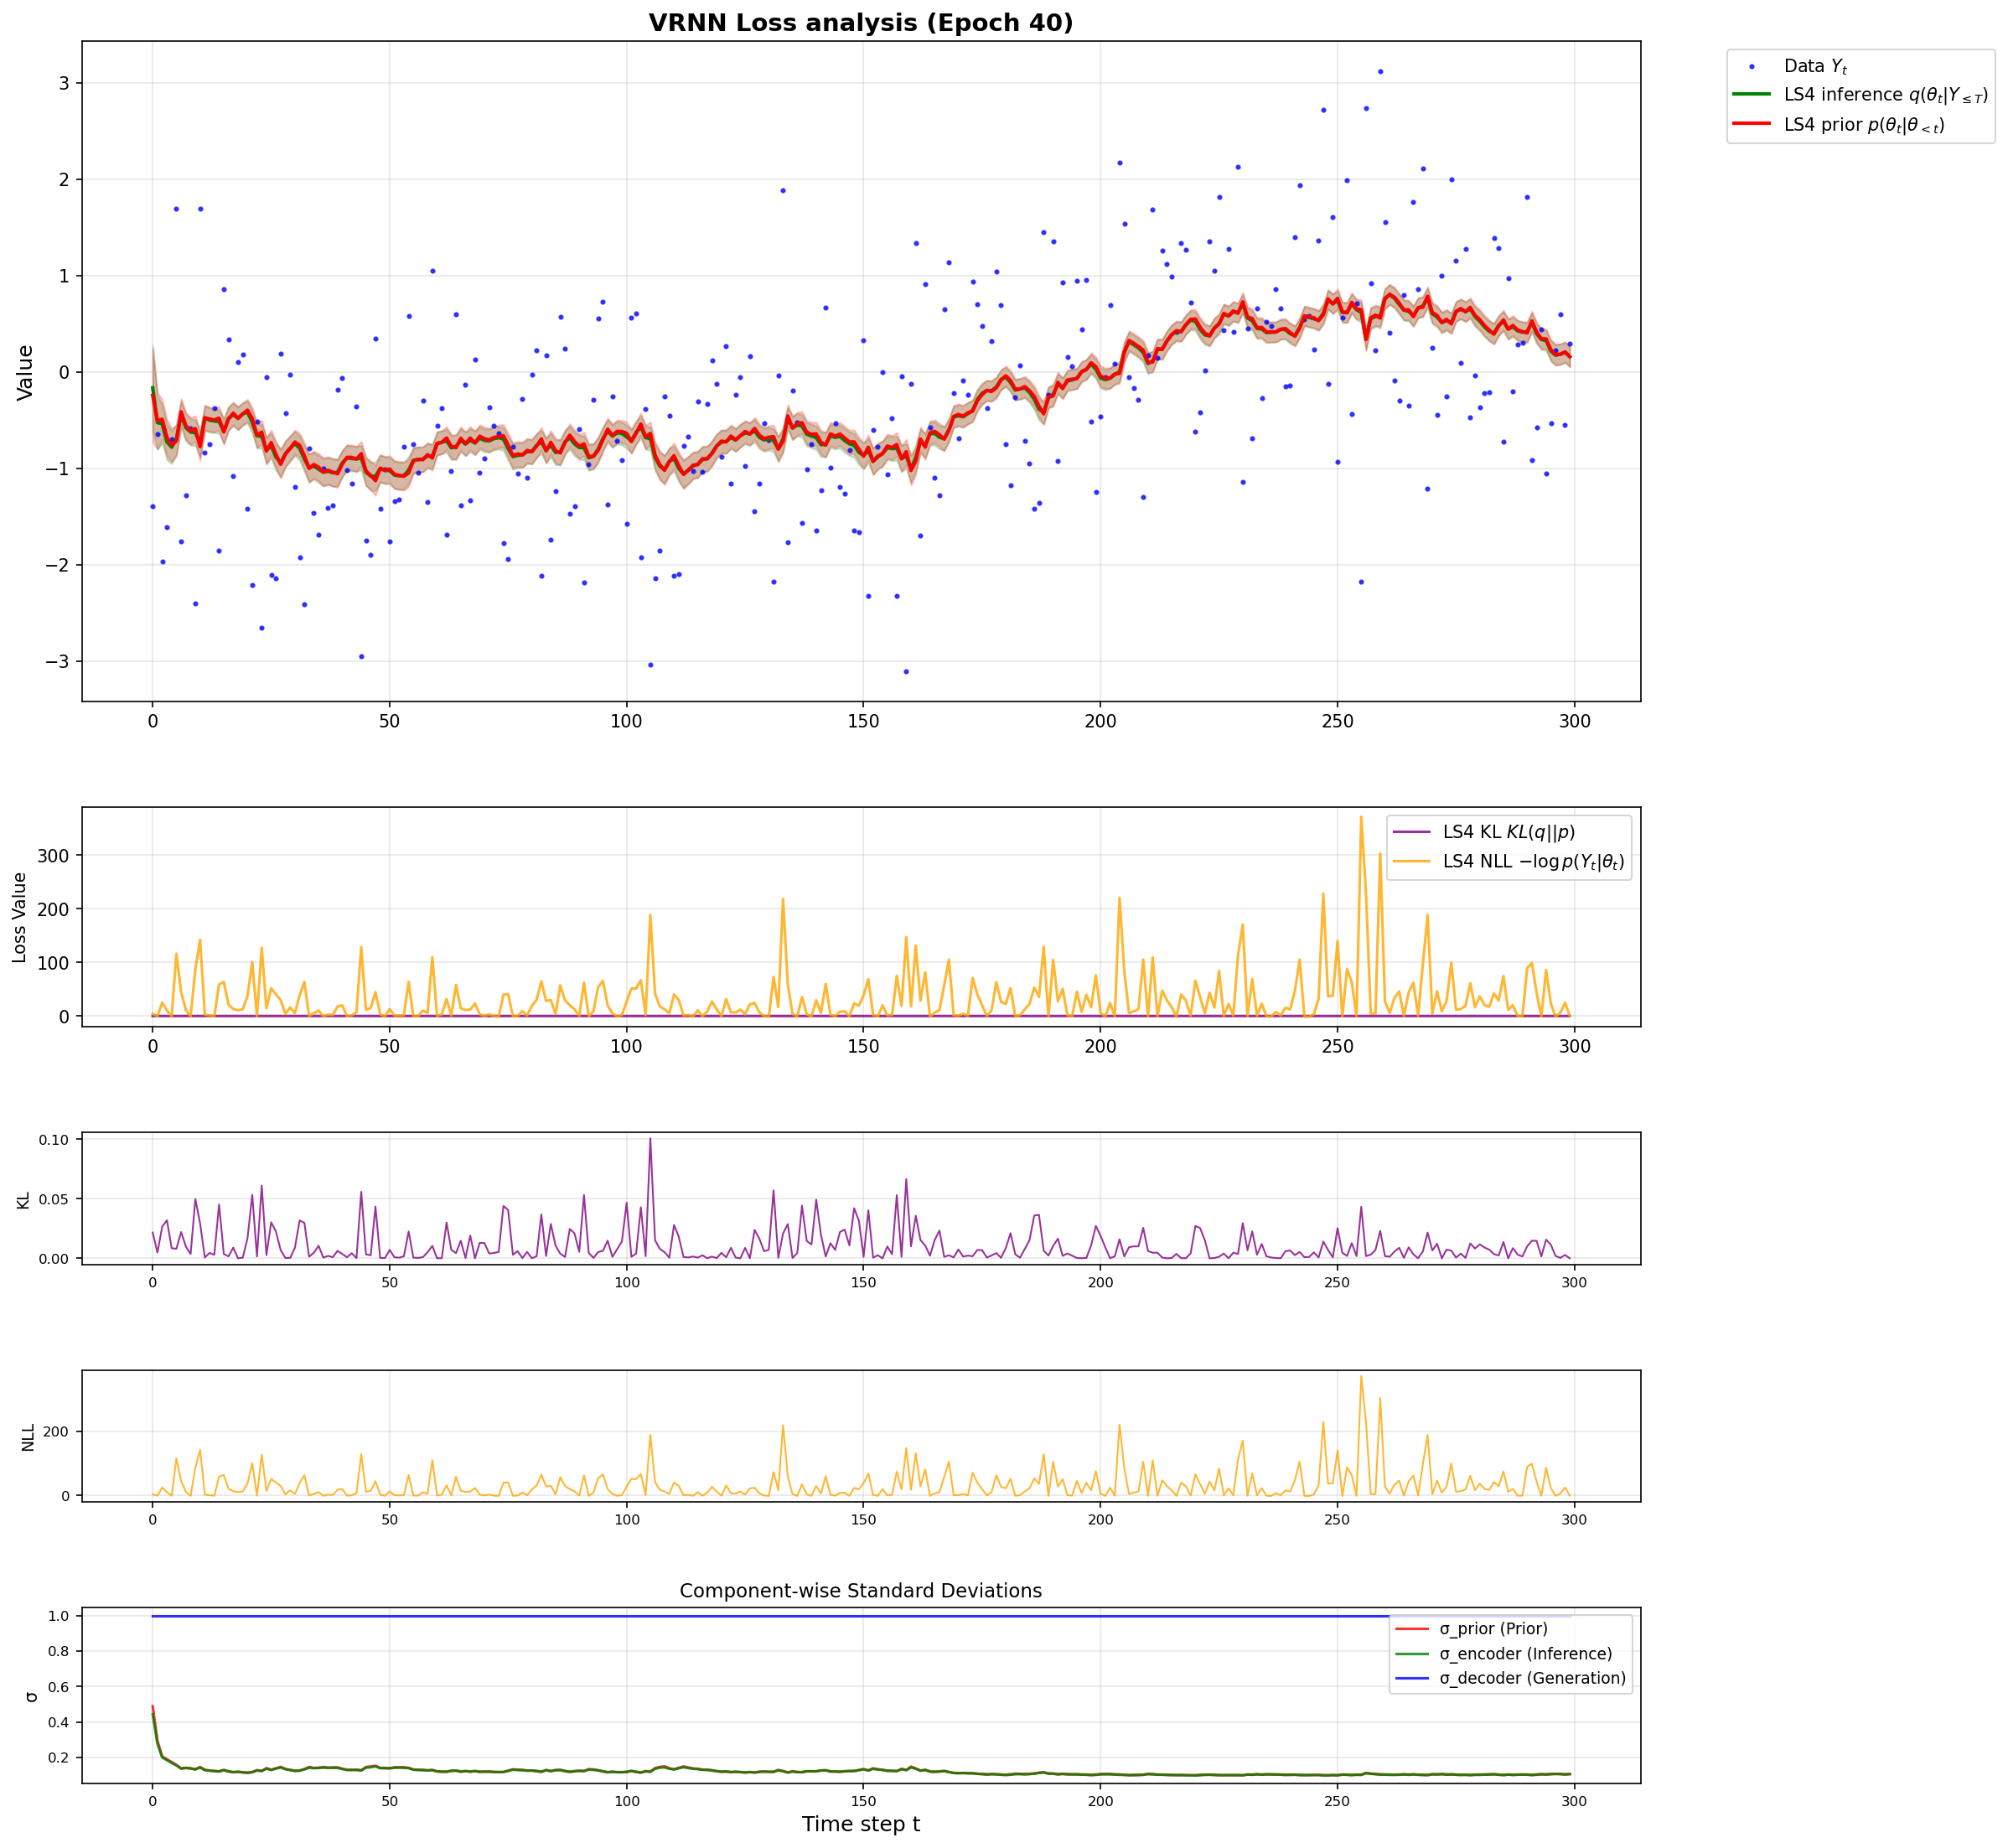 VRNN Loss analysis (Epoch 40)
Data Y_t
LS4 inference q(θ_t|Y_{≤T})
LS4 prior p(θ_t|θ_{<t})
Value
3
2
1
0
−1
−2
−3
0 50 100 150 200 250 300
Loss Value
300
200
100
0
LS4 KL KL(q||p)
LS4 NLL −log p(Y_t|θ_t)
0 50 100 150 200 250 300
KL
0.10
0.05
0.00
0 50 100 150 200 250 300
NLL
200
0
0 50 100 150 200 250 300
Component-wise Standard Deviations
σ
1.0
0.8
0.6
0.4
0.2
σ_prior (Prior)
σ_encoder (Inference)
σ_decoder (Generation)
0 50 100 150 200 250 300
Time step t